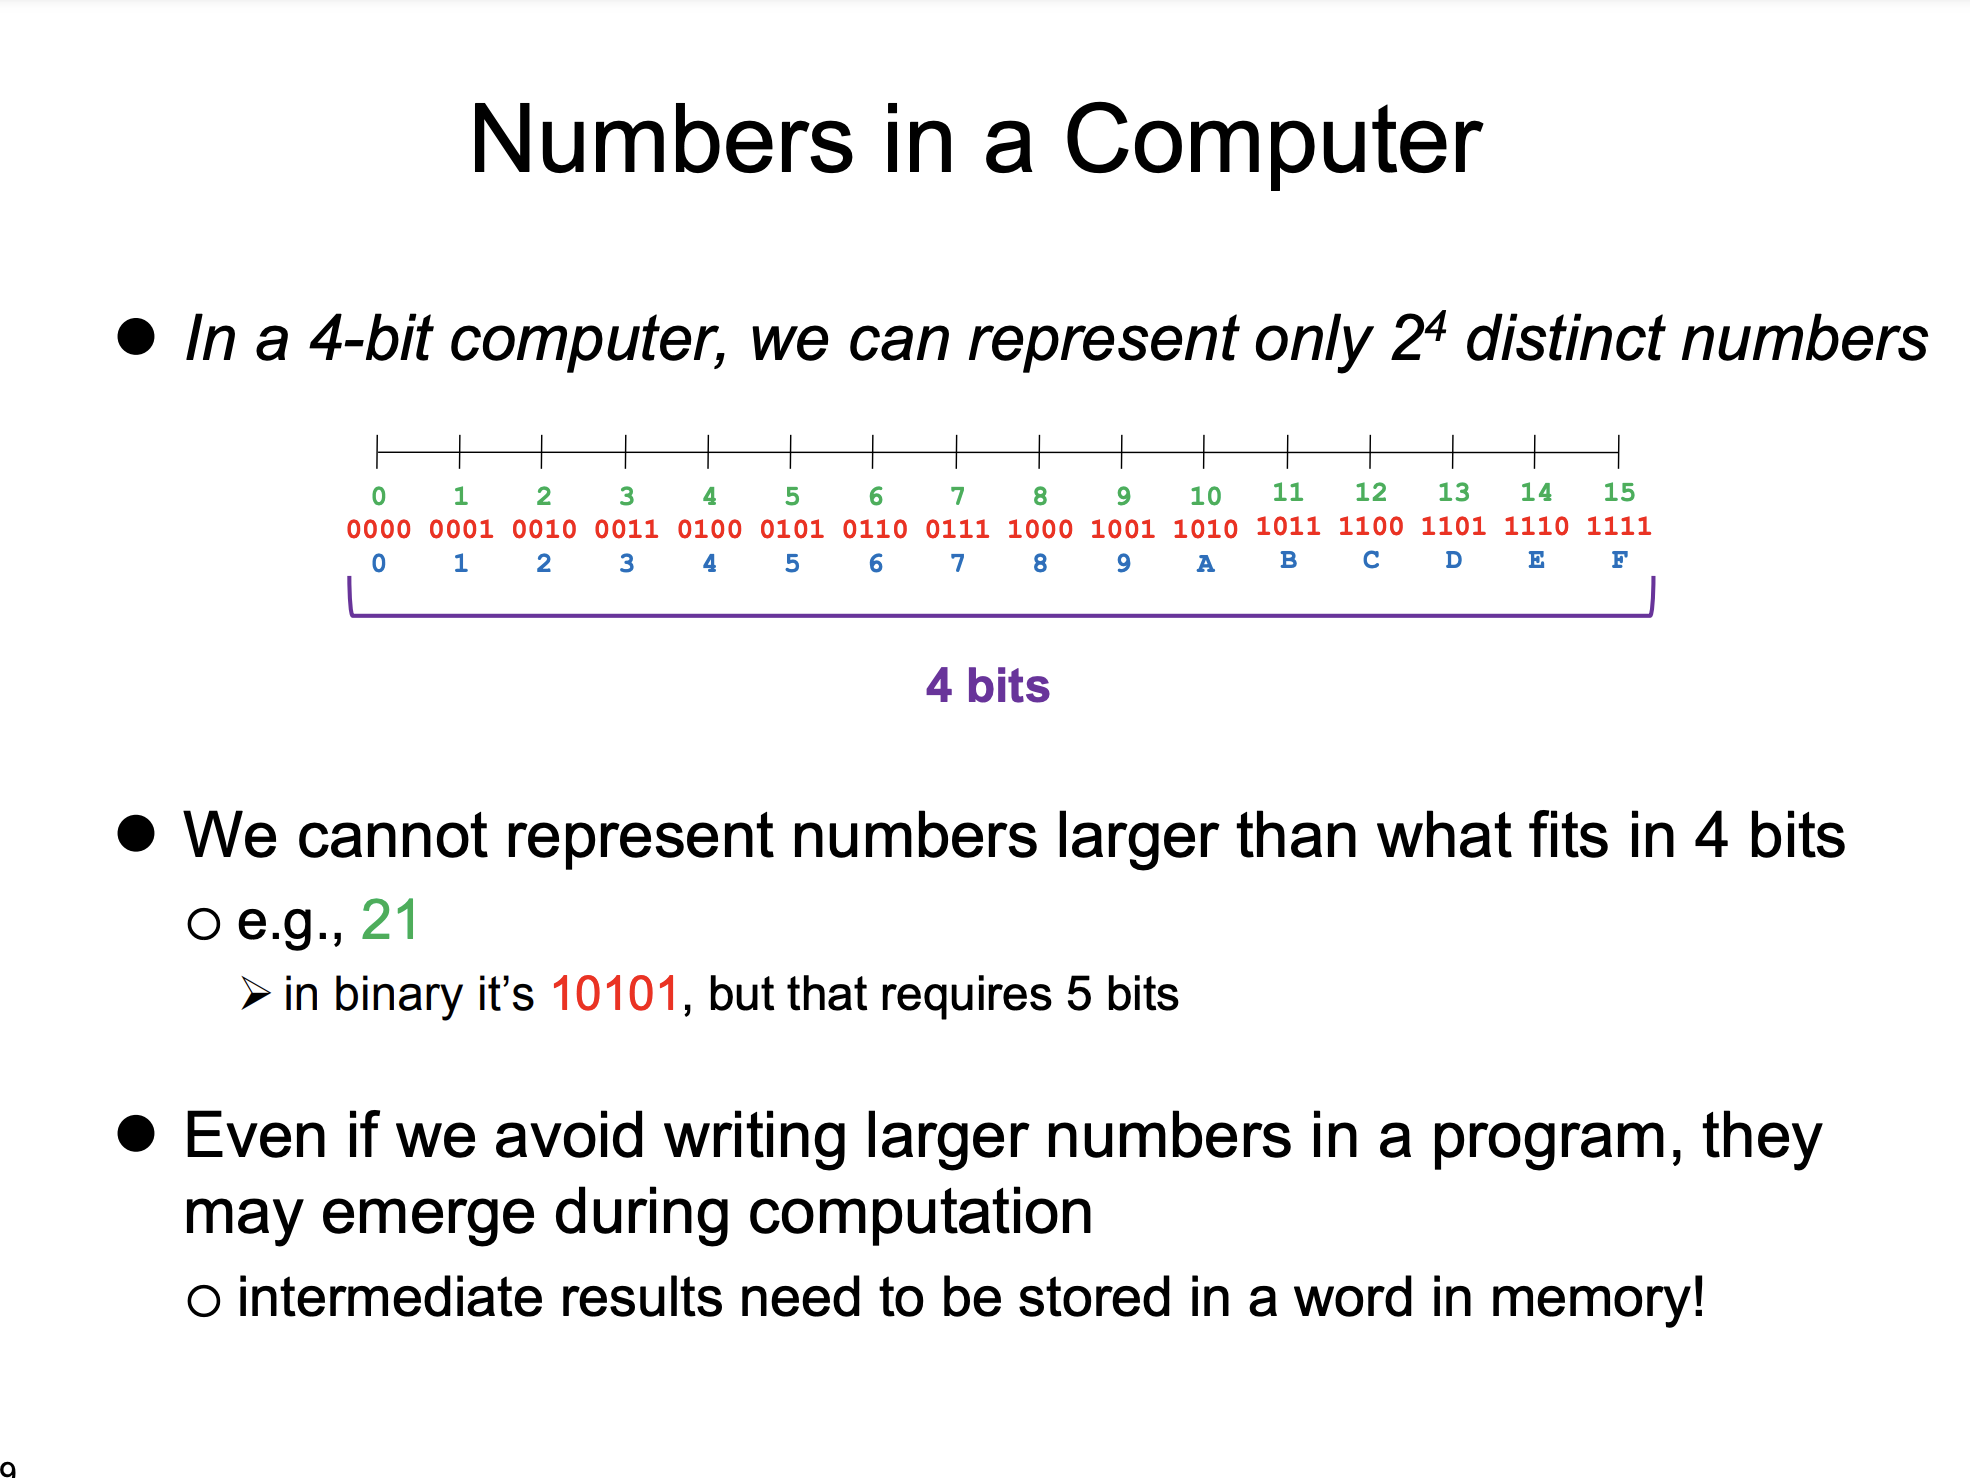 Numbers in a Computer
● In a 4-bit computer, we can represent only 2⁴ distinct numbers
0 1 2 3 4 5 6 7 8 9 10 11 12 13 14 15
0000 0001 0010 0011 0100 0101 0110 0111 1000 1001 1010 1011 1100 1101 1110 1111
0 1 2 3 4 5 6 7 8 9 A B C D E F
4 bits
● We cannot represent numbers larger than what fits in 4 bits
○ e.g., 21
➢ in binary it’s 10101, but that requires 5 bits
● Even if we avoid writing larger numbers in a program, they
may emerge during computation
○ intermediate results need to be stored in a word in memory!
9